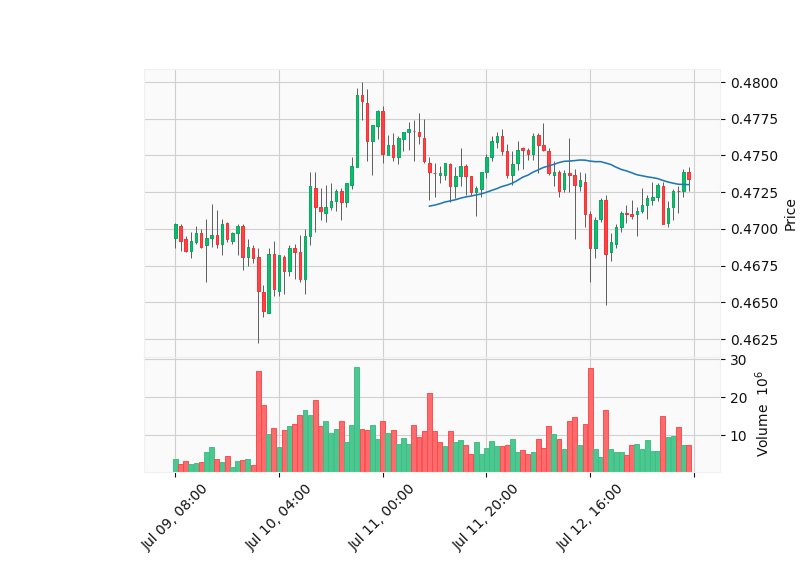 0.4800
0.4775
0.4750
0.4725
0.4700
0.4675
0.4650
0.4625
Price
30
20
10
Volume 10^6
Jul 09, 08:00
Jul 10, 04:00
Jul 11, 00:00
Jul 11, 20:00
Jul 12, 16:00